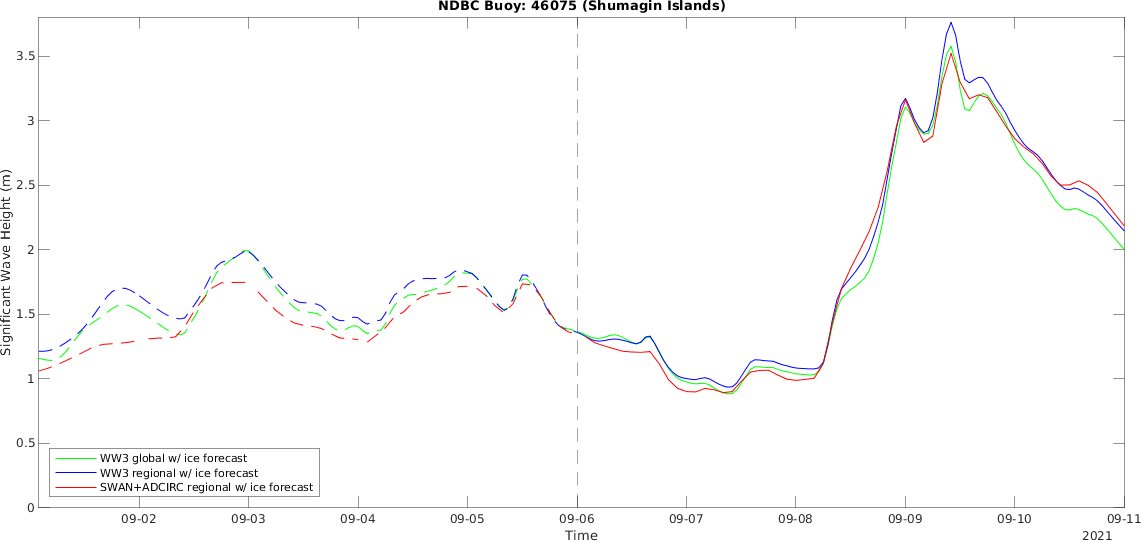 NDBC Buoy: 46075 (Shumagin Islands)
Significant Wave Height (m)
3.5
3
2.5
2
1.5
1
0.5
0
WW3 global w/ ice forecast
WW3 regional w/ ice forecast
SWAN+ADCIRC regional w/ ice forecast
09-02 09-03 09-04 09-05 09-06 09-07 09-08 09-09 09-10 09-11
Time
2021